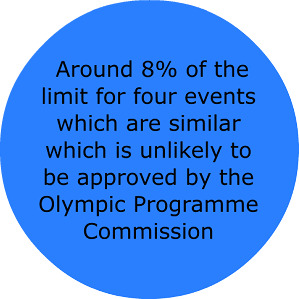 Around 8% of the
limit for four events
which are similar
which is unlikely to
be approved by the
Olympic Programme
Commission